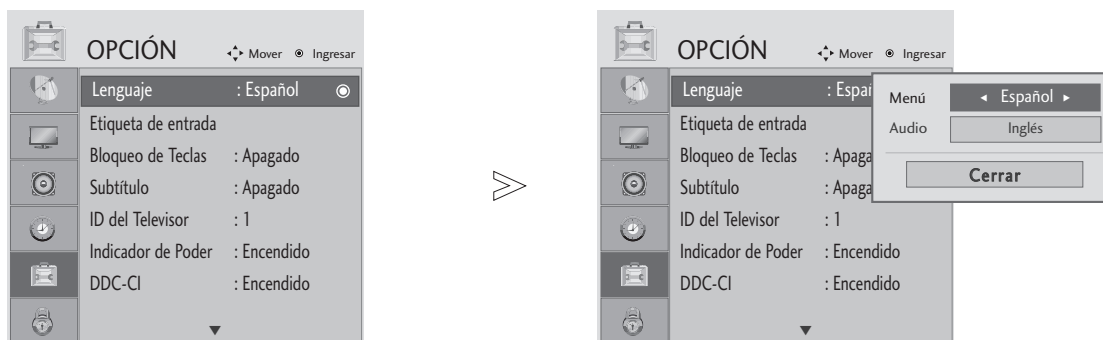 OPCIÓN Mover Ingresar
Lenguaje : Español
Etiqueta de entrada
Bloqueo de Teclas : Apagado
Subtítulo : Apagado
ID del Televisor : 1
Indicador de Poder : Encendido
DDC-CI : Encendido
OPCIÓN Mover Ingresar
Lenguaje : Españ
Etiqueta de entrada
Bloqueo de Teclas : Apaga
Subtítulo : Apaga
ID del Televisor : 1
Indicador de Poder : Encendido
DDC-CI : Encendido
Menú Español
Audio Inglés
Cerrar